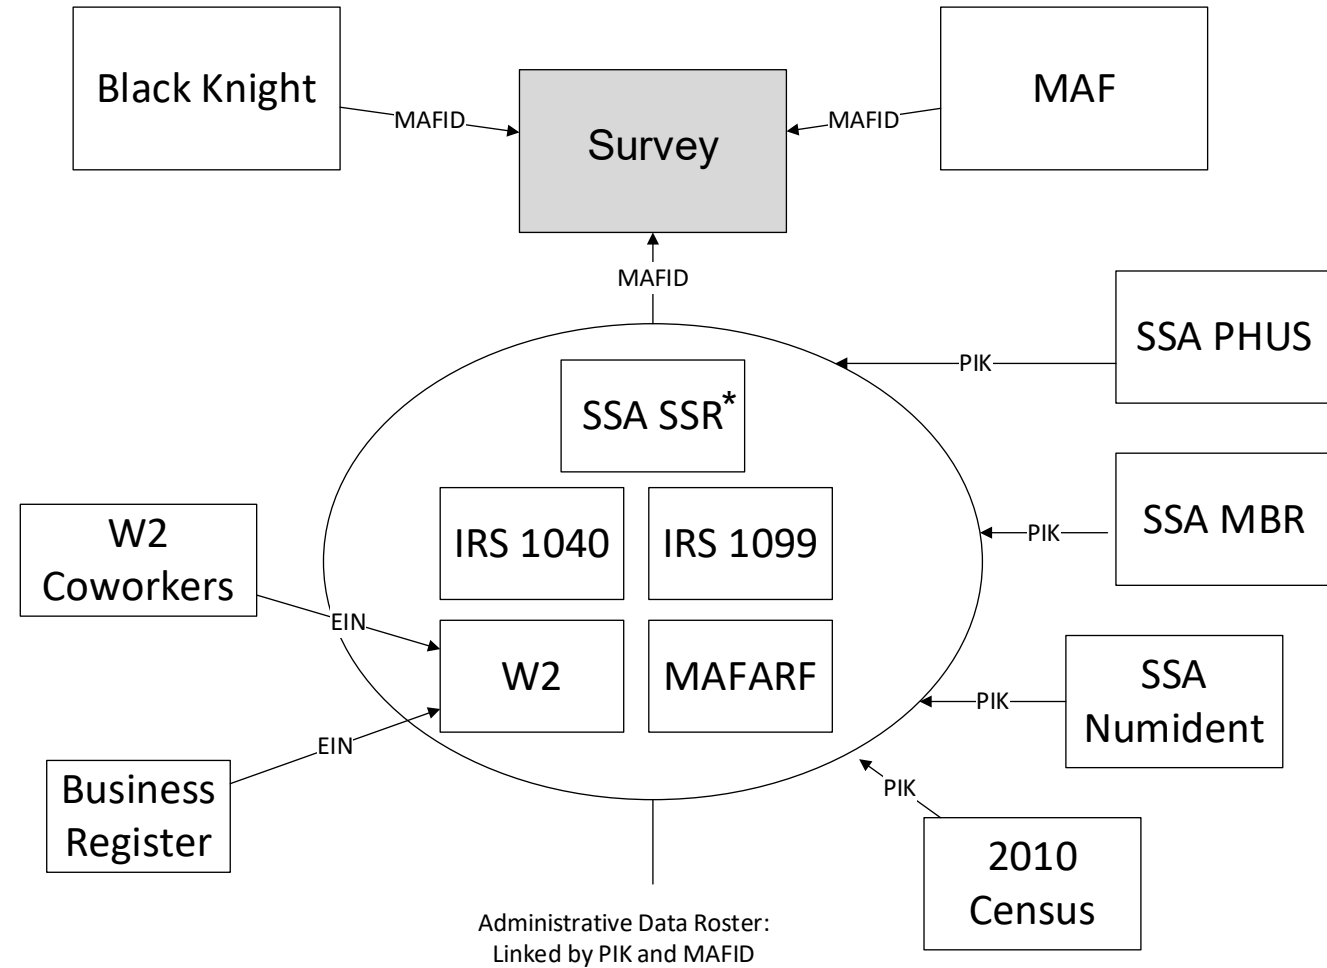 Black Knight
MAF
MAFID
MAFID
Survey
MAFID
SSA PHUS
PIK
SSA SSR*
SSA MBR
PIK
IRS 1040
IRS 1099
W2
Coworkers
EIN
W2
MAFARF
SSA
Numident
PIK
EIN
Business
Register
PIK
2010
Census
Administrative Data Roster:
Linked by PIK and MAFID